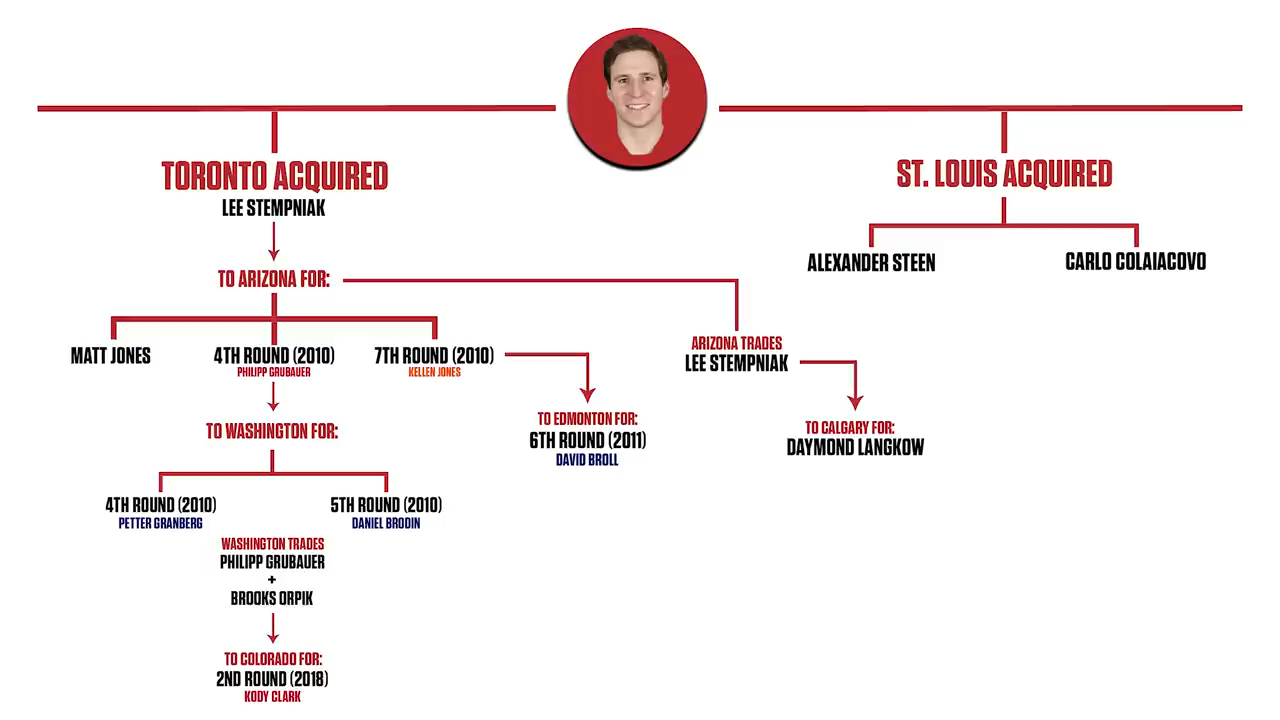 TORONTO ACQUIRED
LEE STEMPNIAK
ST. LOUIS ACQUIRED
ALEXANDER STEEN
CARLO COLAIACOVO
TO ARIZONA FOR:
MATT JONES
4TH ROUND (2010)
PHILIPP GRUBAUER
7TH ROUND (2010)
KELLEN JONES
ARIZONA TRADES
LEE STEMPNIAK
TO WASHINGTON FOR:
TO EDMONTON FOR:
6TH ROUND (2011)
DAVID BROLL
TO CALGARY FOR:
DAYMOND LANGKOW
4TH ROUND (2010)
PETTER GRANBERG
5TH ROUND (2010)
DANIEL BRODIN
WASHINGTON TRADES
PHILIPP GRUBAUER
+
BROOKS ORPIK
TO COLORADO FOR:
2ND ROUND (2018)
KODY CLARK